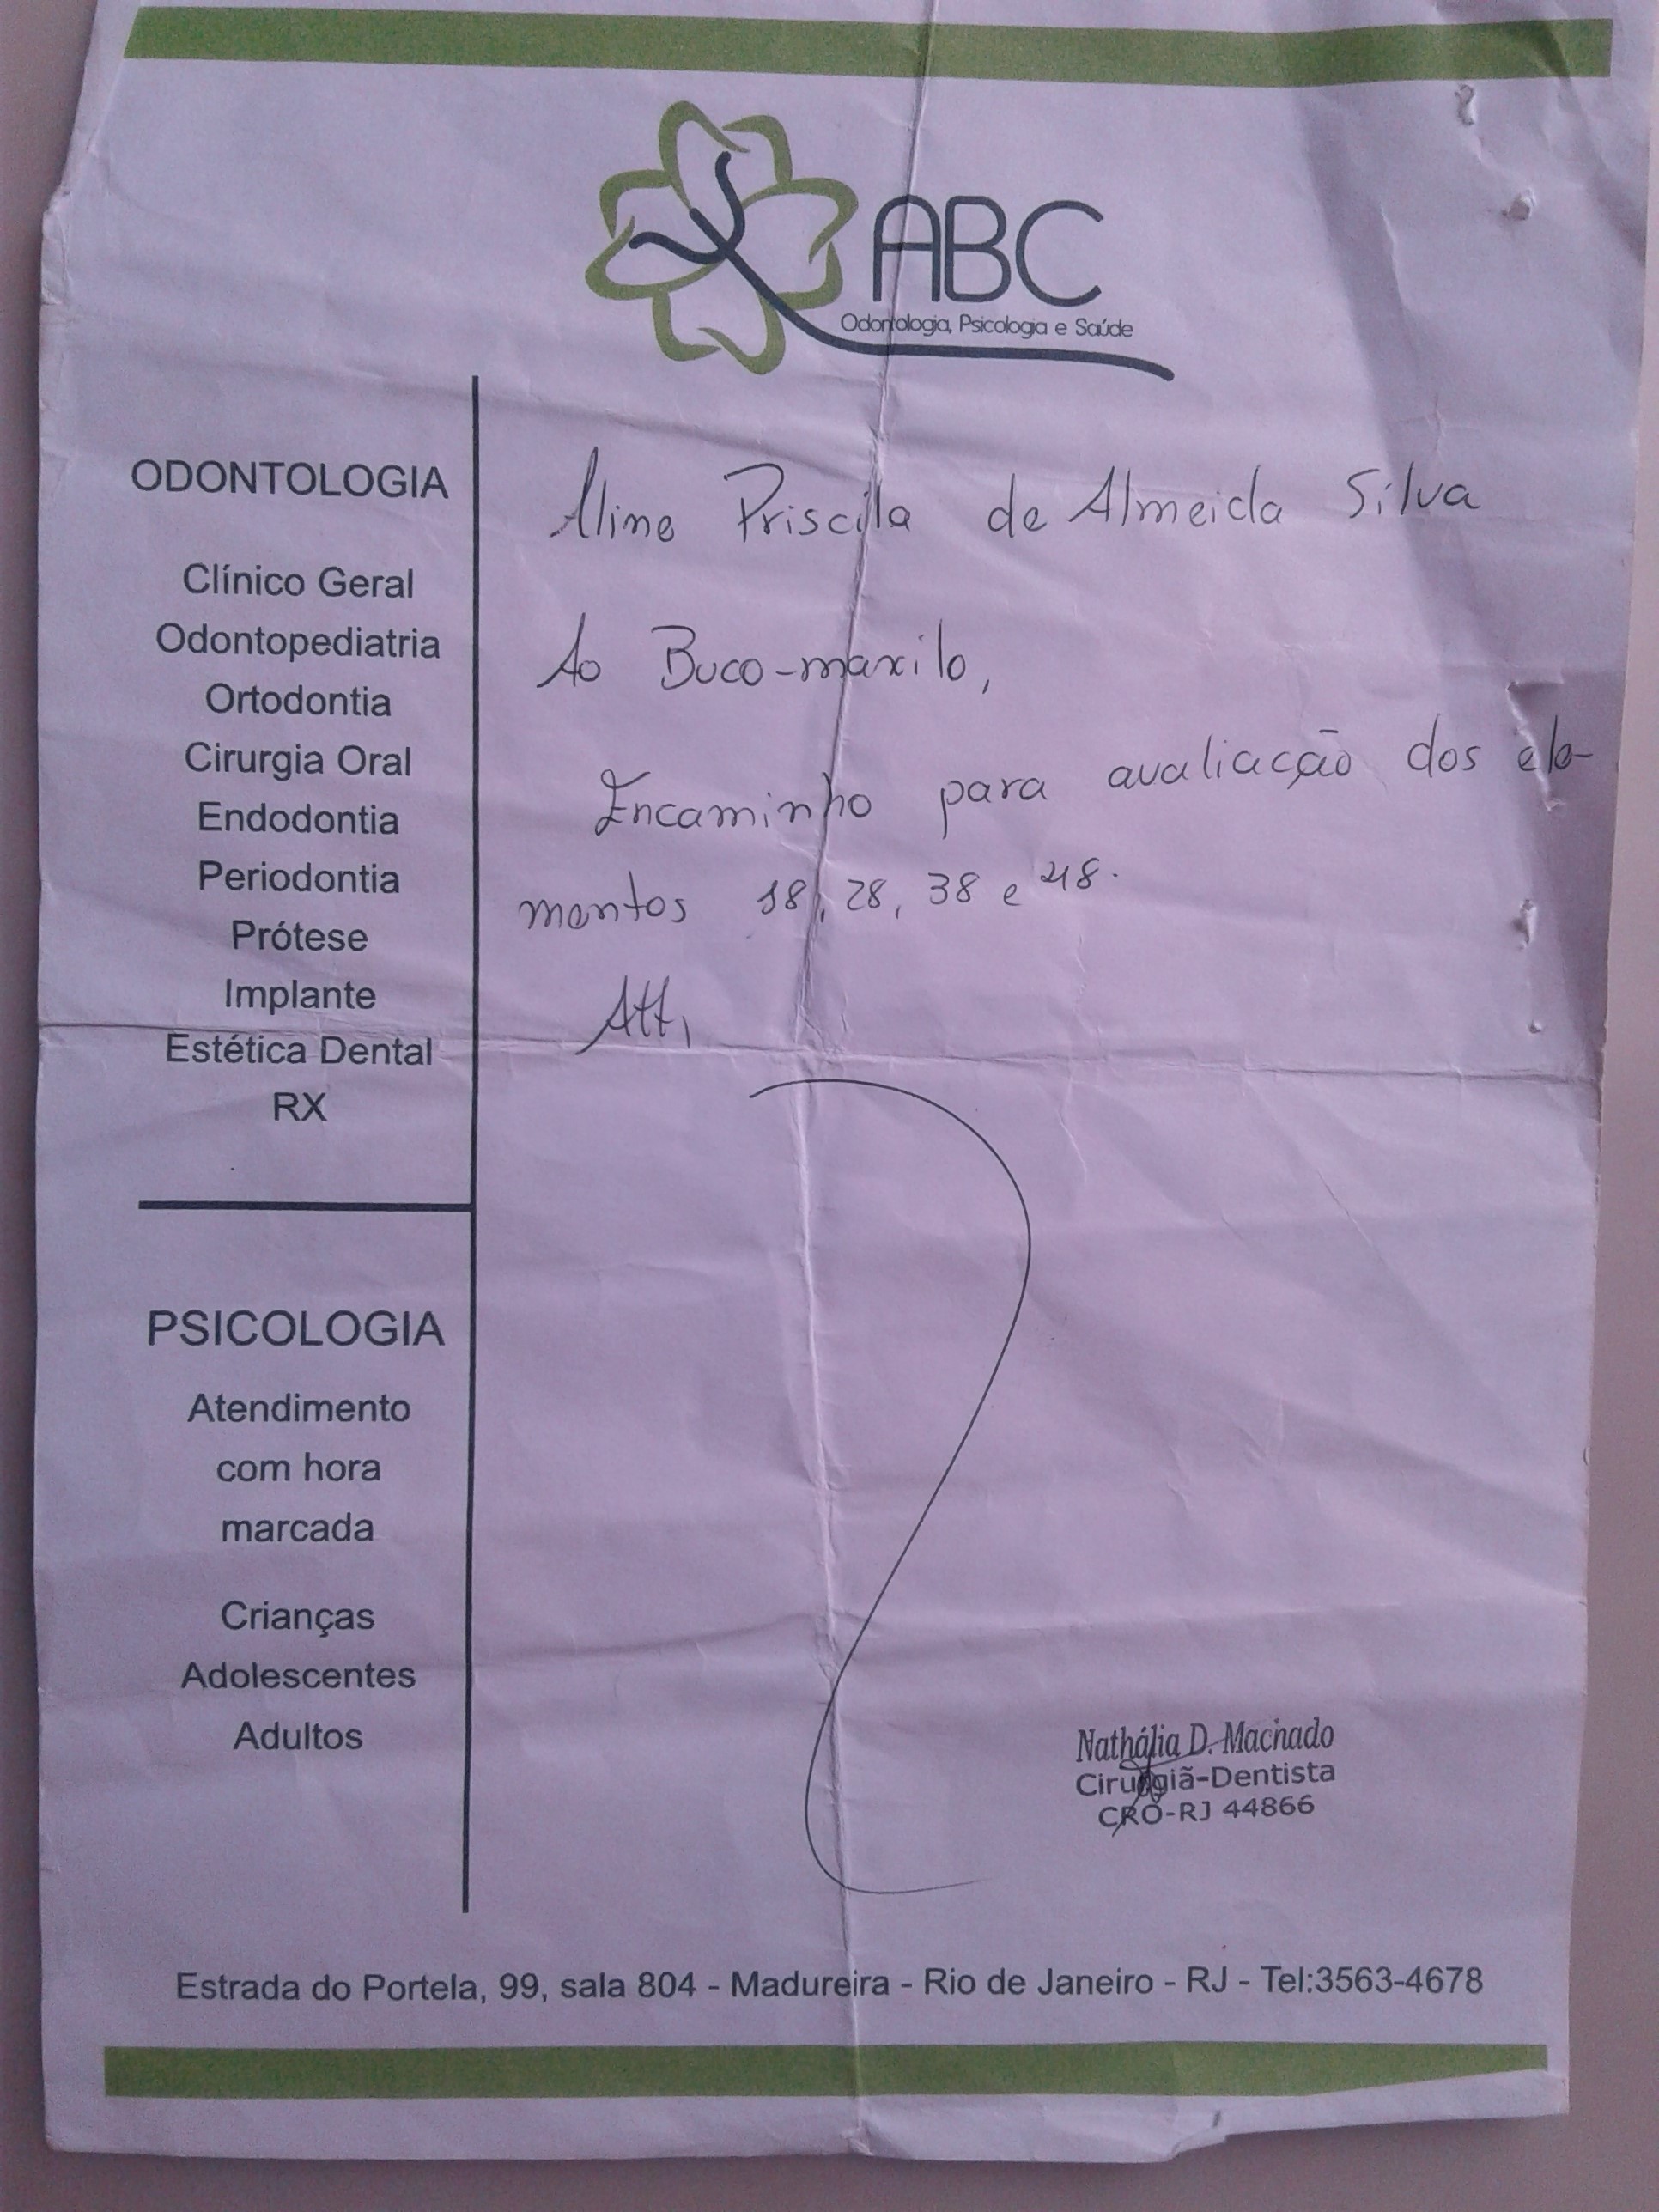 ABC
Odontologia, Psicologia e Saúde
ODONTOLOGIA
Clínico Geral
Odontopediatria
Ortodontia
Cirurgia Oral
Endodontia
Periodontia
Prótese
Implante
Estética Dental
RX
PSICOLOGIA
Atendimento
com hora
marcada
Crianças
Adolescentes
Adultos
Aline Priscila de Almeida Silva
Ao Buco-maxilo,
Encaminho para avaliação dos ele-
mentos 18, 28, 38 e 48.
Att,
Nathália D. Machado
Cirurgiã-Dentista
CRO-RJ 44866
Estrada do Portela, 99, sala 804 - Madureira - Rio de Janeiro - RJ - Tel:3563-4678